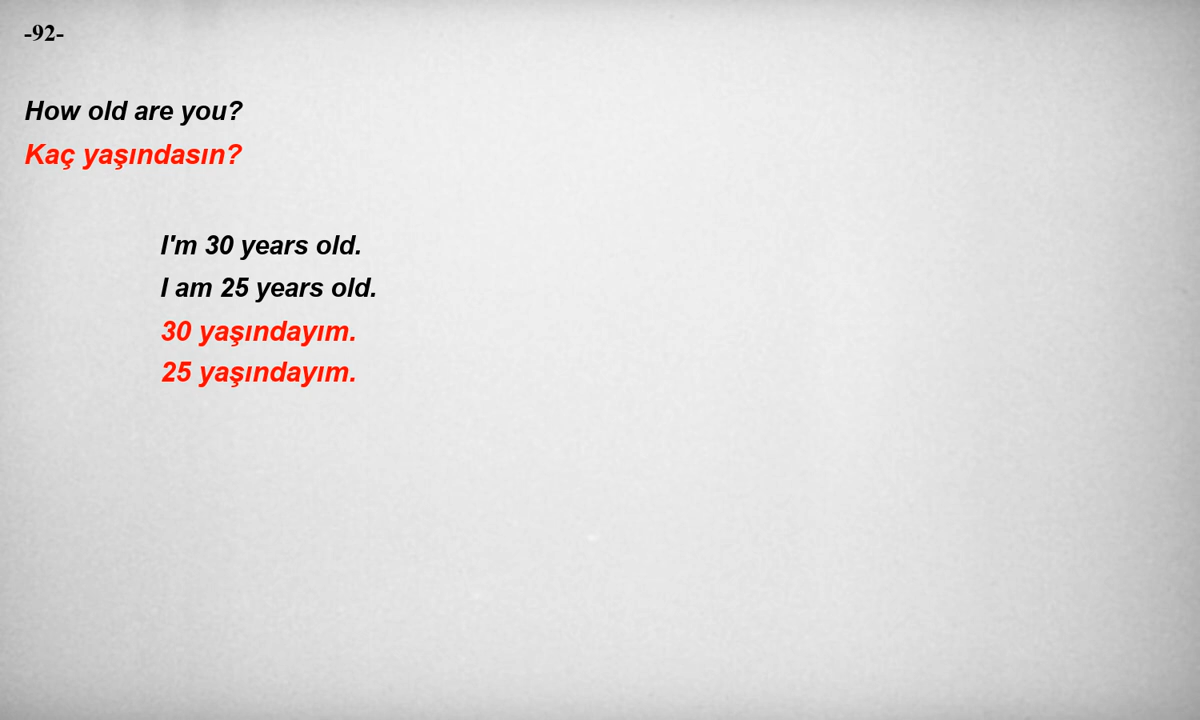 -92-
How old are you?
Kaç yaşındasın?
I'm 30 years old.
I am 25 years old.
30 yaşındayım.
25 yaşındayım.